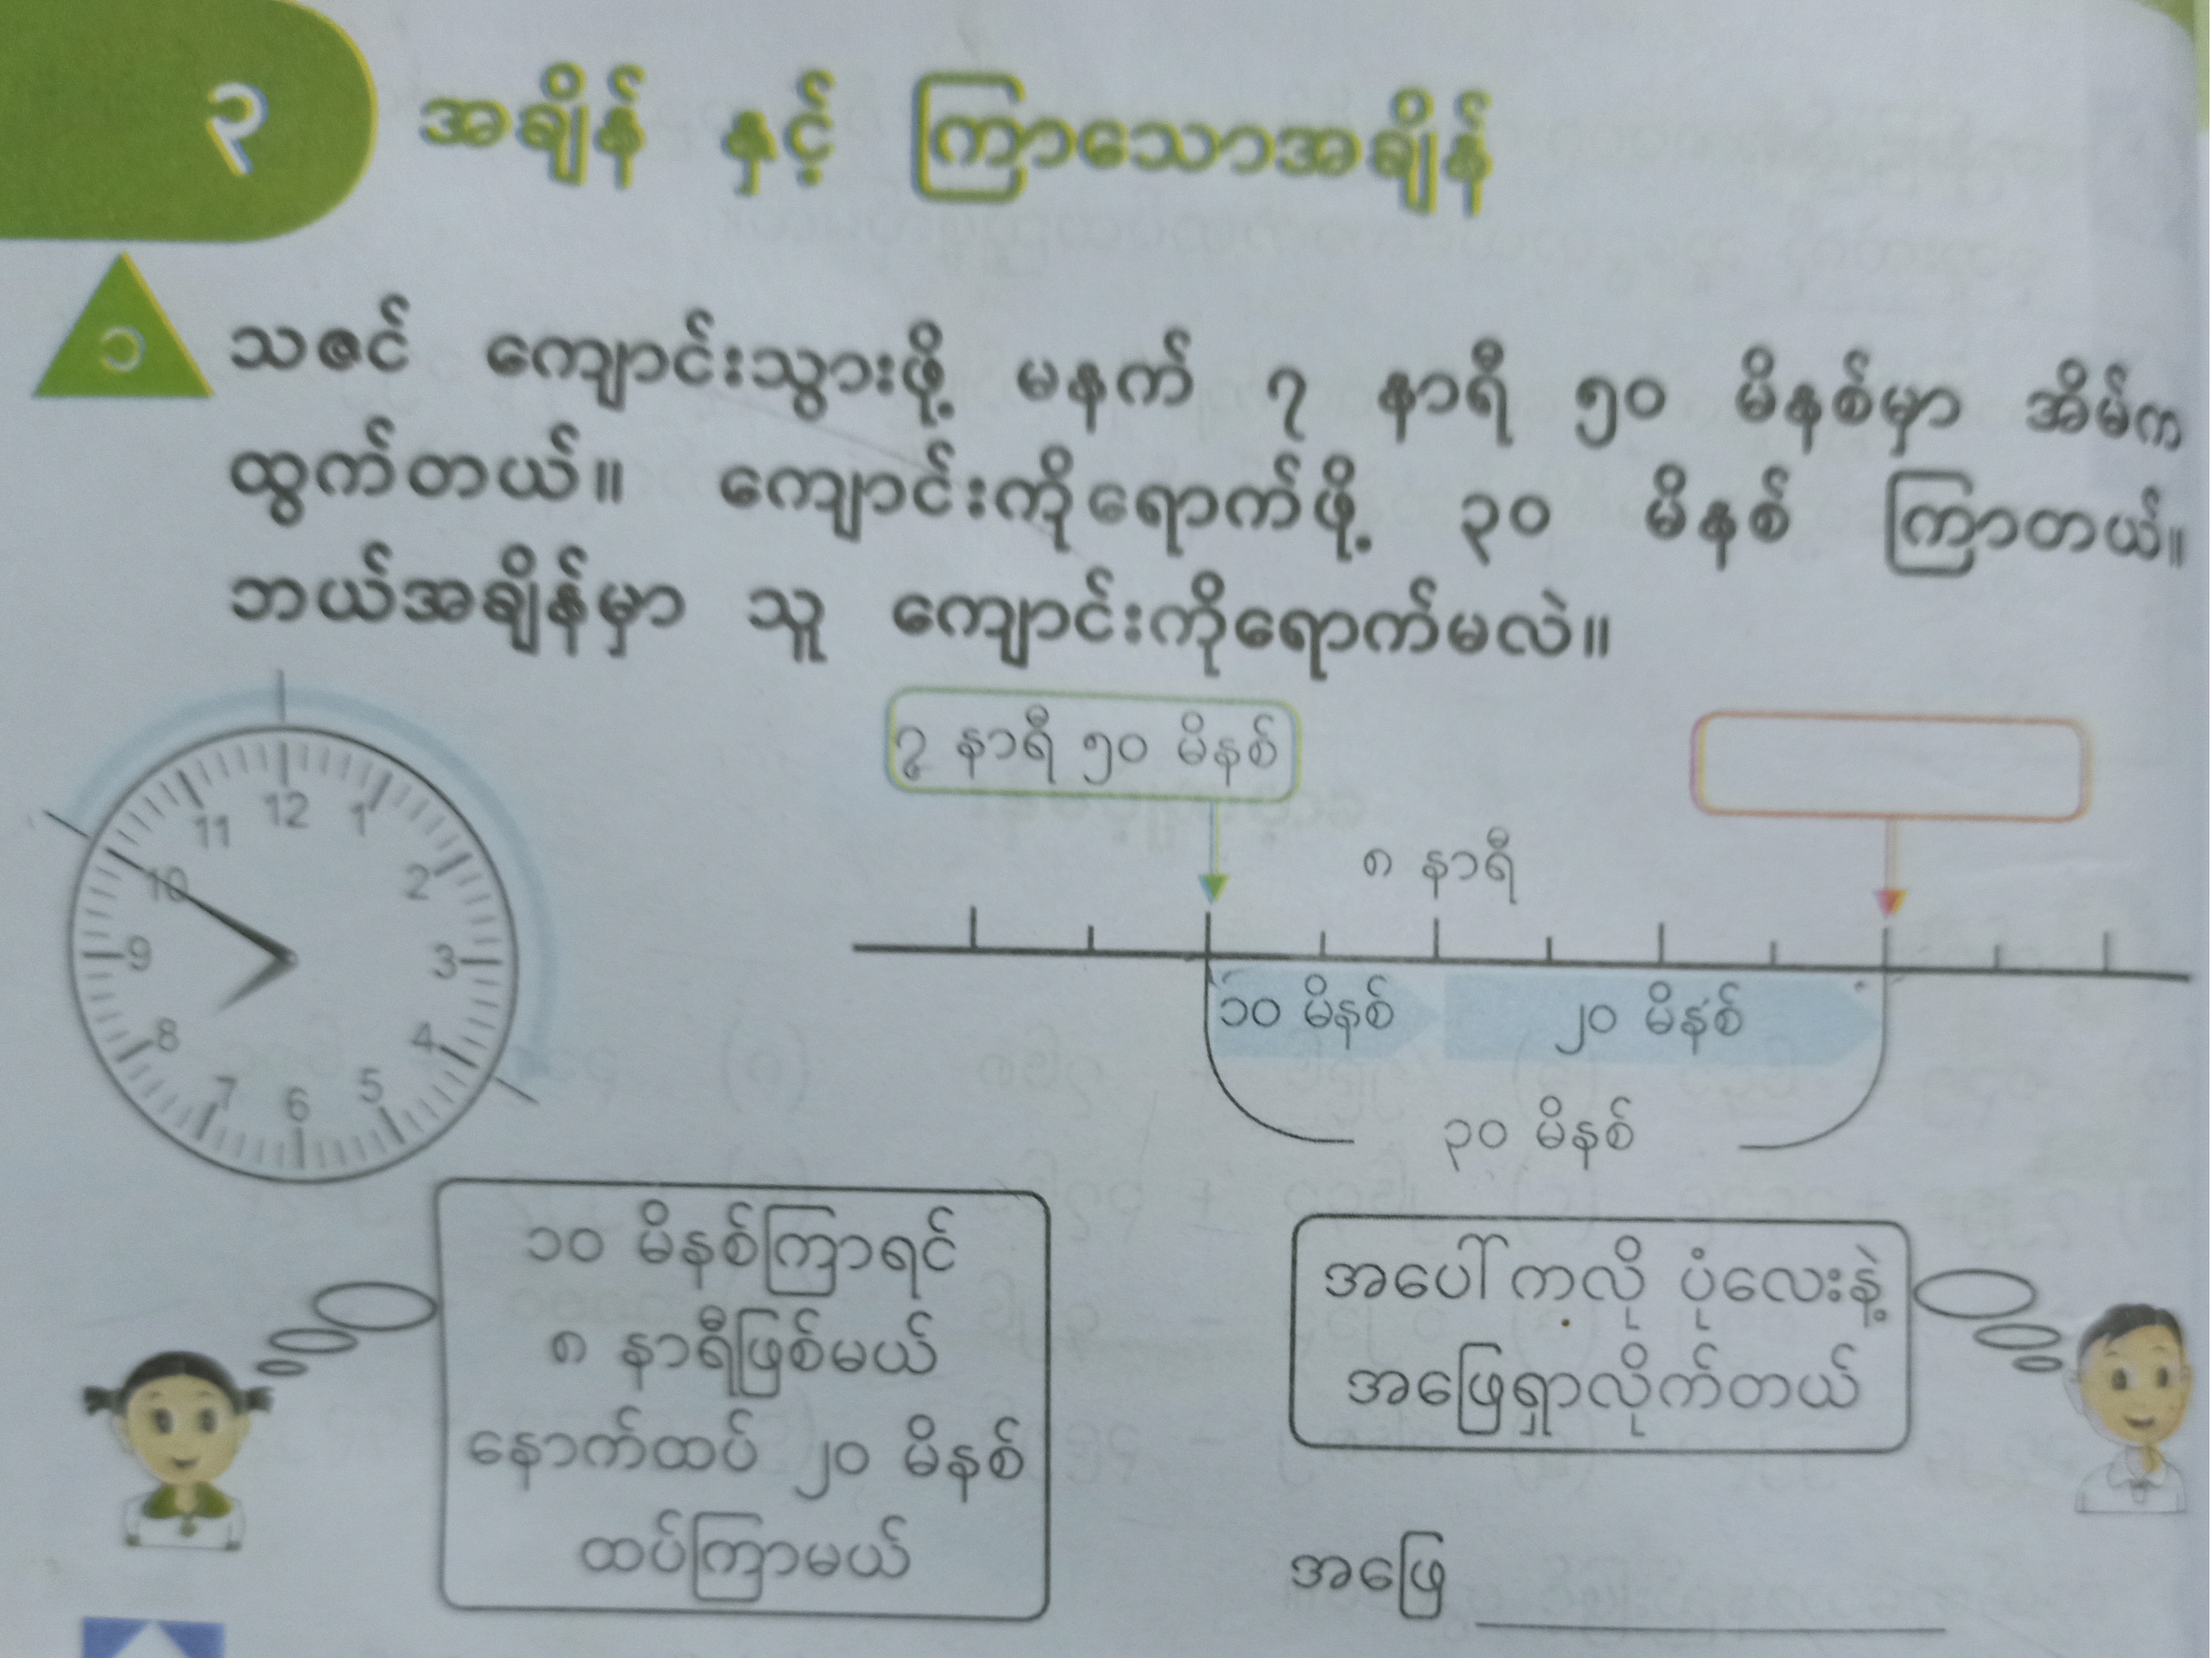 ၃
အချိန် နှင့် ကြာသောအချိန်
၁
သဇင် ကျောင်းသွားဖို့ မနက် ၇ နာရီ ၅၀ မိနစ်မှာ အိမ်က
ထွက်တယ်။ ကျောင်းကိုရောက်ဖို့ ၃၀ မိနစ် ကြာတယ်။
ဘယ်အချိန်မှာ သူ ကျောင်းကိုရောက်မလဲ။
၇ နာရီ ၅၀ မိနစ်
၈ နာရီ
12
1
2
3
4
5
6
7
8
9
10
11
၁၀ မိနစ်
၂၀ မိနစ်
၃၀ မိနစ်
၁၀ မိနစ်ကြာရင်
၈ နာရီဖြစ်မယ်
နောက်ထပ် ၂၀ မိနစ်
ထပ်ကြာမယ်
အပေါ်ကလို ပုံလေးနဲ့
အဖြေရှာလိုက်တယ်
အဖြေ